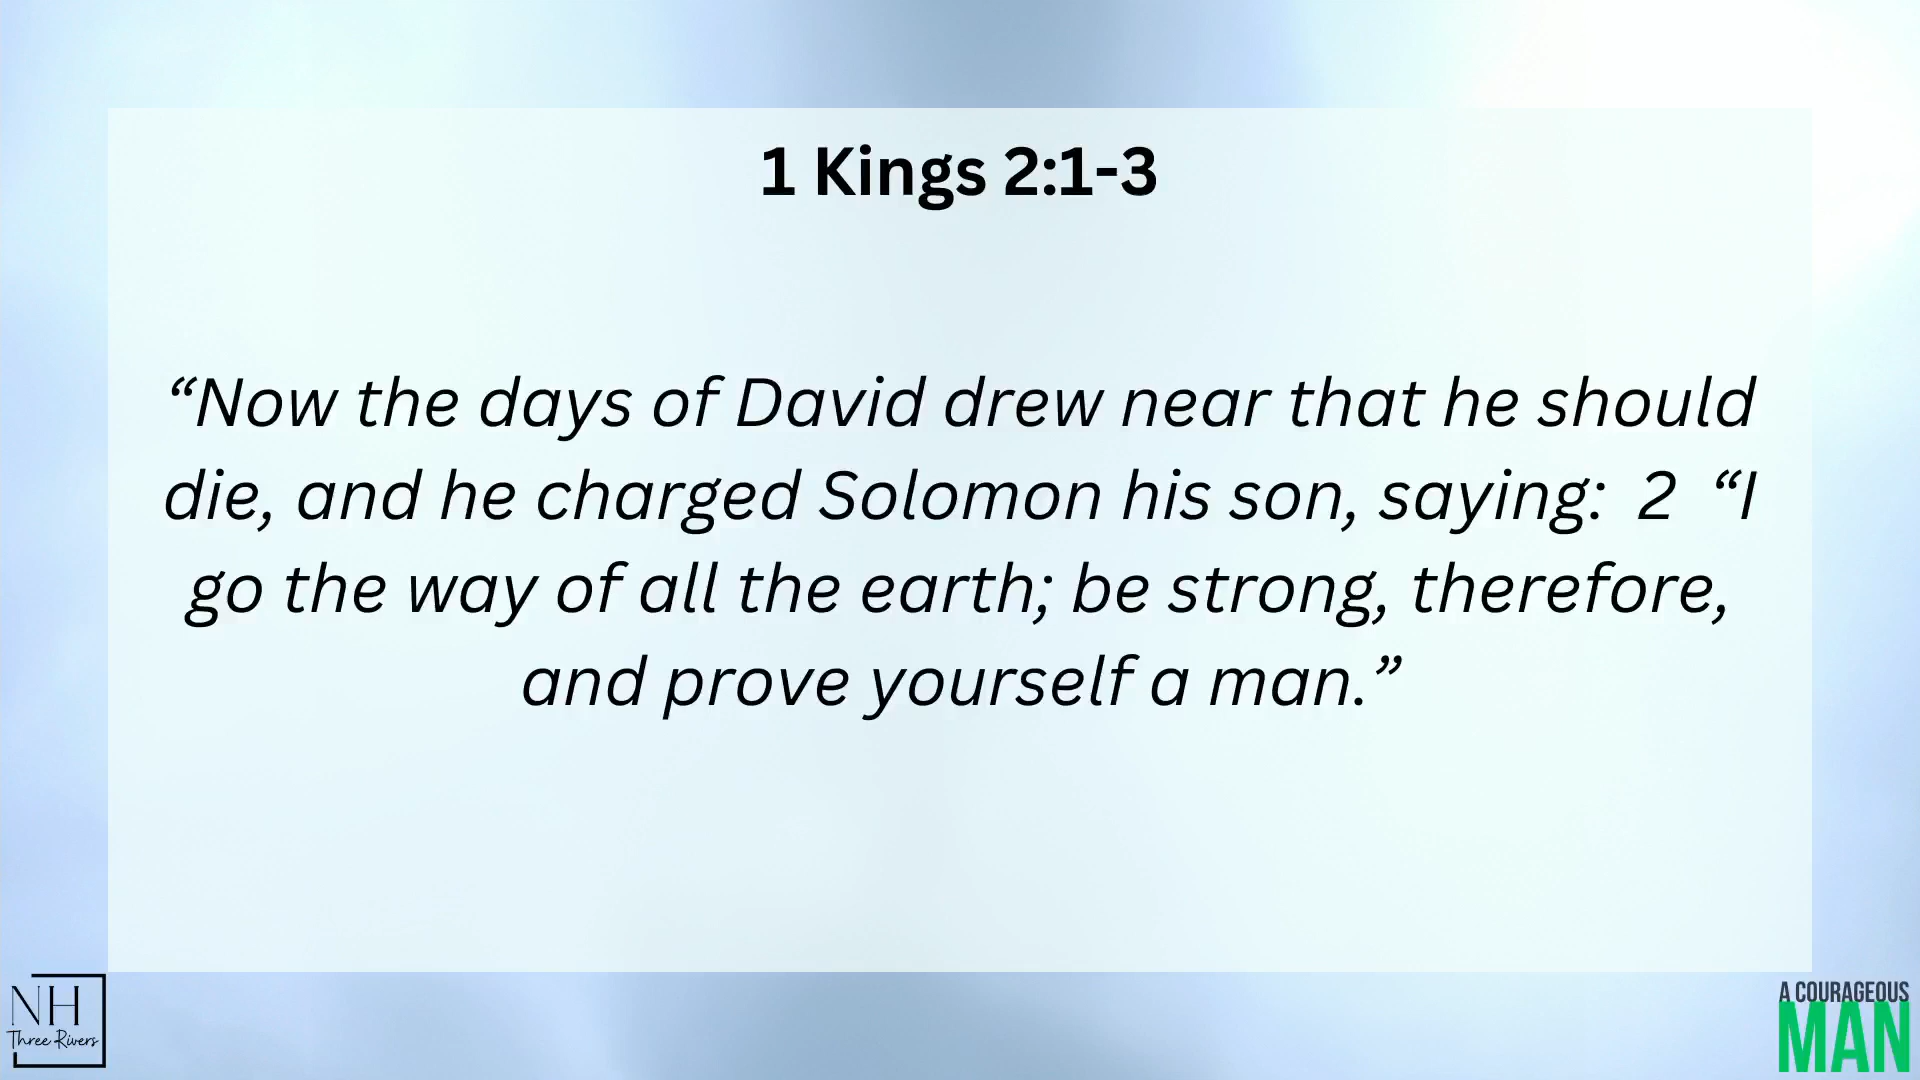 1 Kings 2:1-3
“Now the days of David drew near that he should
die, and he charged Solomon his son, saying:  2  “I
go the way of all the earth; be strong, therefore,
and prove yourself a man.”
NH
Three Rivers
A COURAGEOUS
MAN